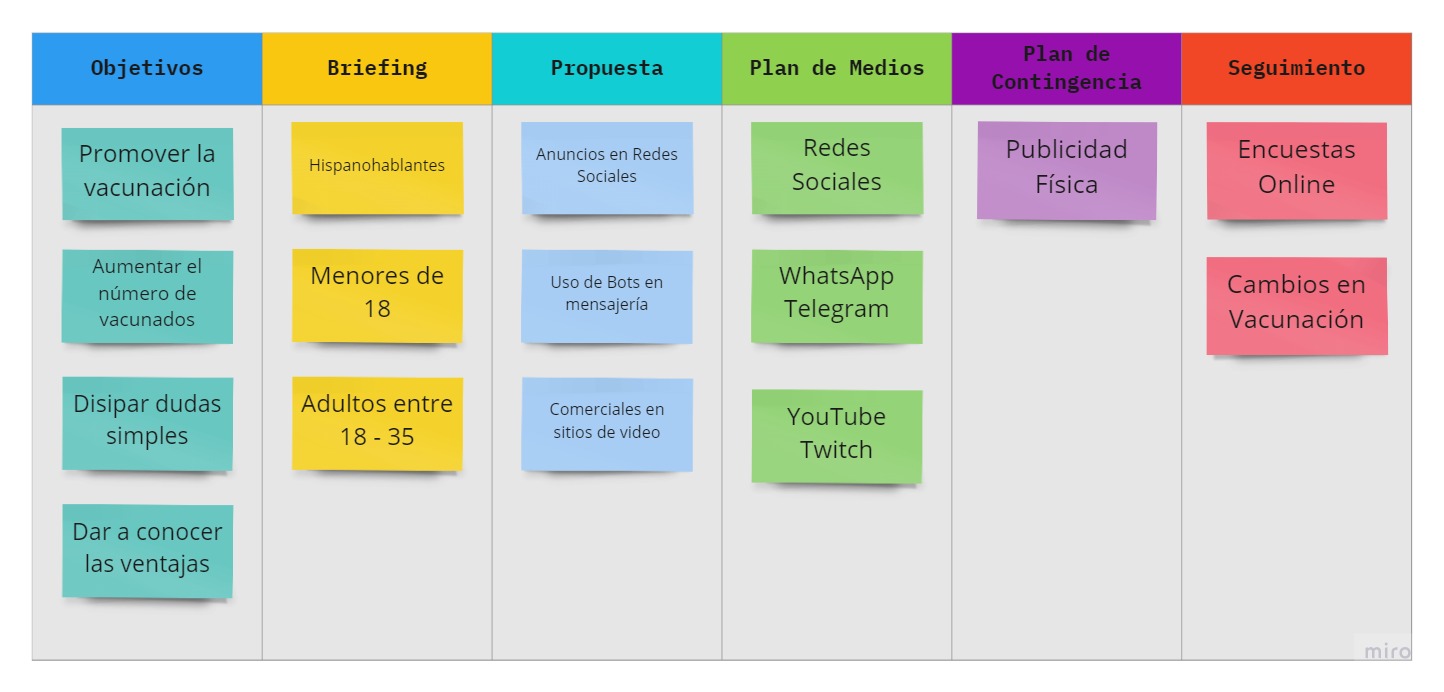 Objetivos
Briefing
Propuesta
Plan de Medios
Plan de
Contingencia
Seguimiento
Promover la
vacunación
Aumentar el
número de
vacunados
Disipar dudas
simples
Dar a conocer
las ventajas
Hispanohablantes
Menores de
18
Adultos entre
18 - 35
Anuncios en Redes
Sociales
Uso de Bots en
mensajería
Comerciales en
sitios de video
Redes
Sociales
WhatsApp
Telegram
YouTube
Twitch
Publicidad
Física
Encuestas
Online
Cambios en
Vacunación
miro